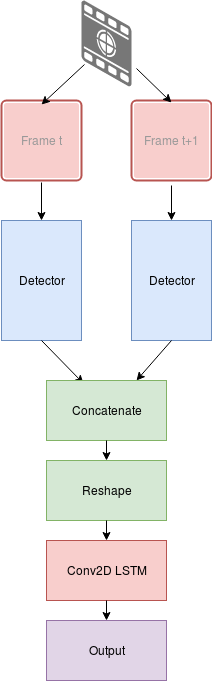 Frame t
Frame t+1
Detector
Detector
Concatenate
Reshape
Conv2D LSTM
Output